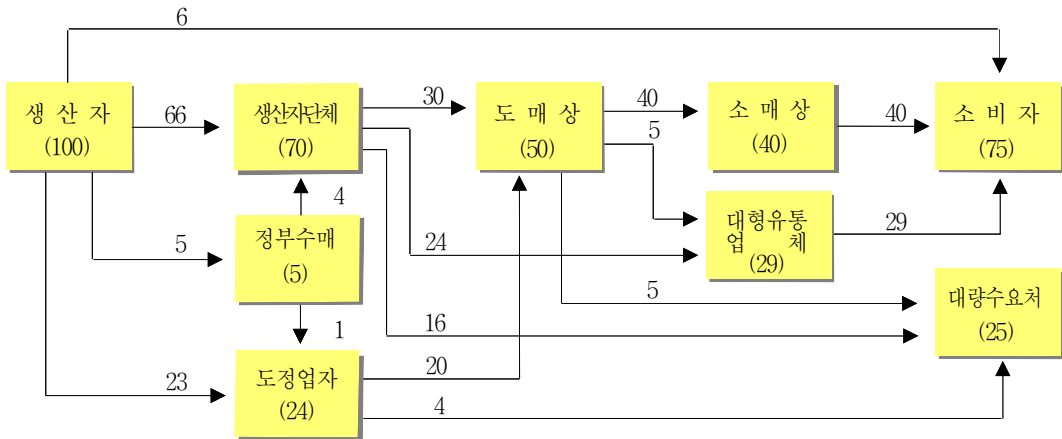 6
생 산 자
(100)
66
생산자단체
(70)
30
도 매 상
(50)
40
5
소 매 상
(40)
40
소 비 자
(75)
4
5
정부수매
(5)
24
대형유통
업 체
(29)
29
5
대량수요처
(25)
16
1
23
도정업자
(24)
20
4